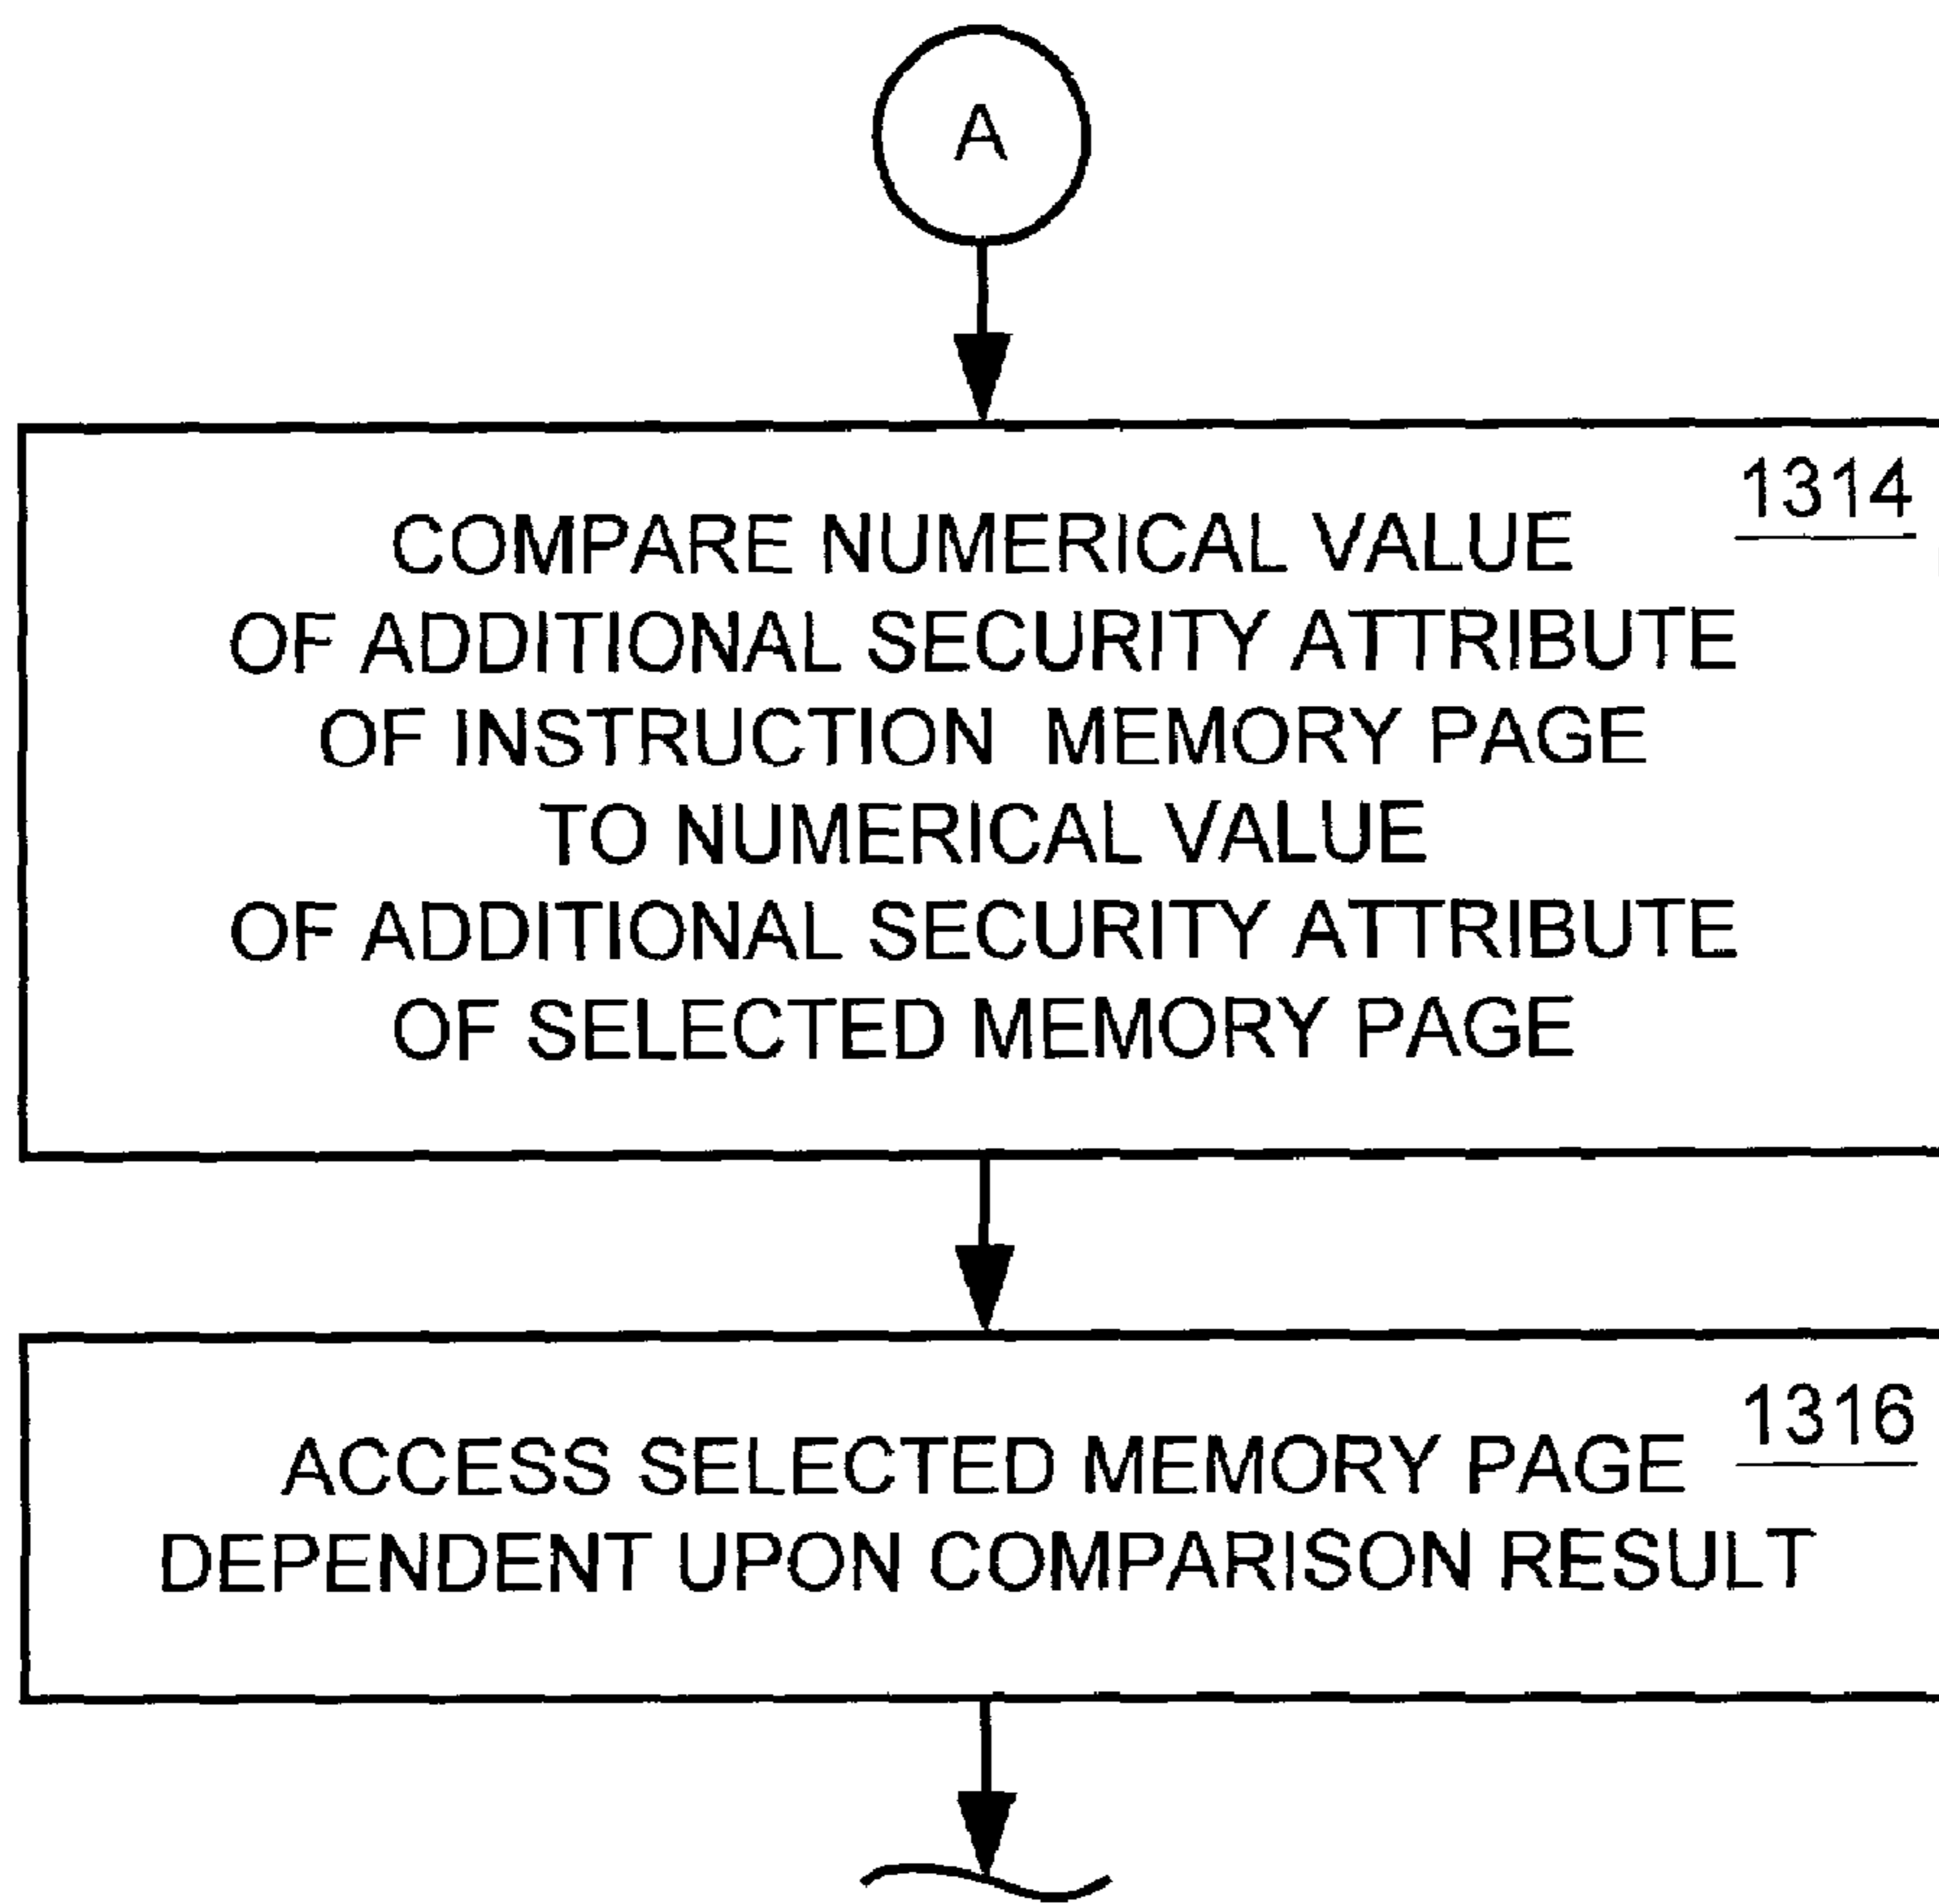 A
1314
COMPARE NUMERICAL VALUE
OF ADDITIONAL SECURITY ATTRIBUTE
OF INSTRUCTION MEMORY PAGE
TO NUMERICAL VALUE
OF ADDITIONAL SECURITY ATTRIBUTE
OF SELECTED MEMORY PAGE
1316
ACCESS SELECTED MEMORY PAGE
DEPENDENT UPON COMPARISON RESULT